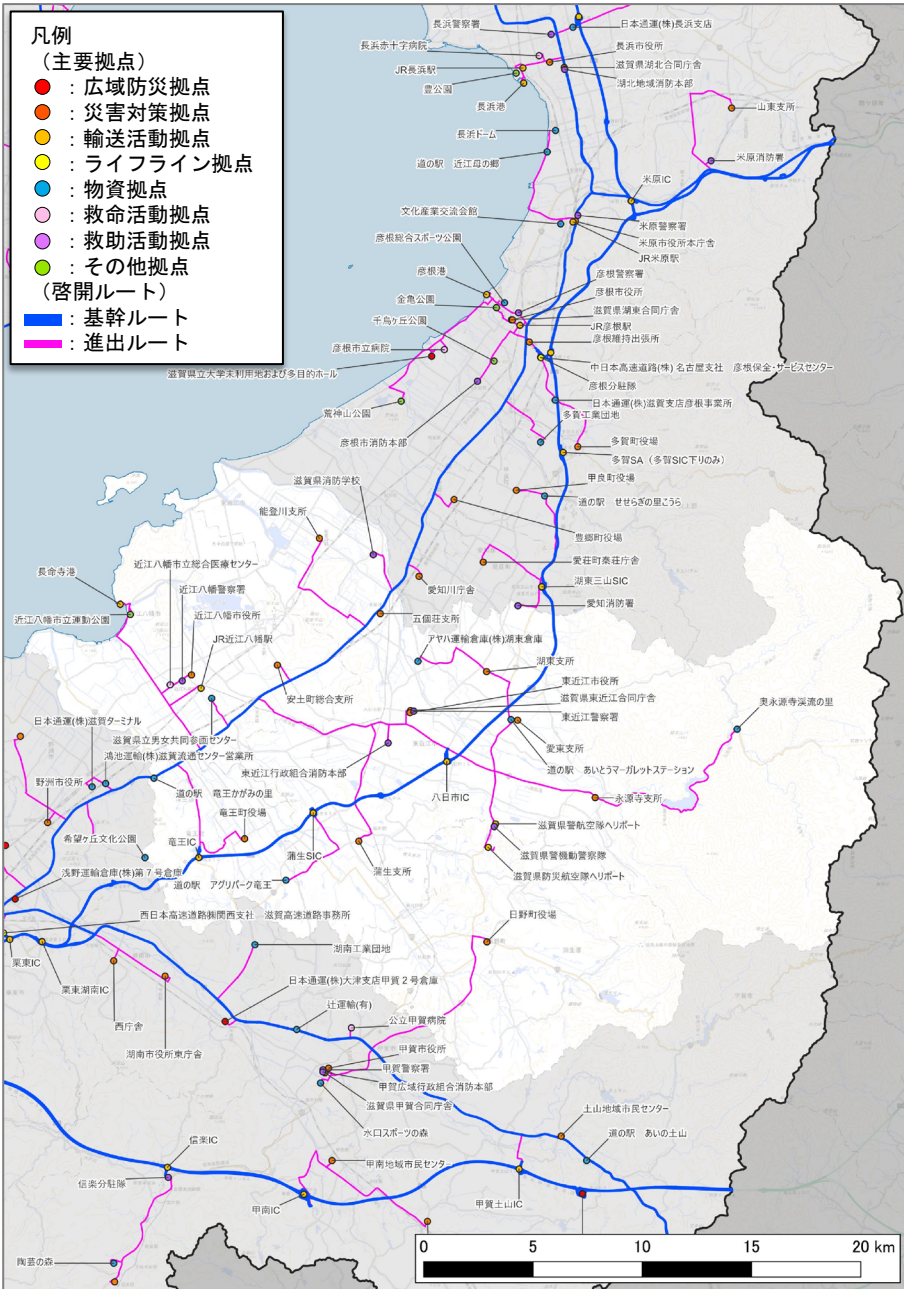 凡例
(主要拠点)
：広域防災拠点
：災害対策拠点
：輸送活動拠点
：ライフライン拠点
：物資拠点
：救命活動拠点
：救助活動拠点
：その他拠点
(啓開ルート)
：基幹ルート
：進出ルート
長浜警察署
日本通運(株)長浜支店
長浜赤十字病院
長浜市役所
JR長浜駅
滋賀県湖北合同庁舎
豊公園
湖北地域消防本部
長浜港
山東支所
長浜ドーム
道の駅 近江母の郷
米原消防署
米原IC
文化産業交流会館
米原警察署
彦根総合スポーツ公園
米原市役所本庁舎
JR米原駅
彦根港
彦根警察署
金亀公園
彦根市役所
千鳥ヶ丘公園
滋賀県湖東合同庁舎
JR彦根駅
彦根市立病院
彦根維持出張所
滋賀県立大学未利用地および多目的ホール
中日本高速道路(株) 名古屋支社 彦根保全・サービスセンター
彦根分駐隊
荒神山公園
日本通運(株)滋賀支店彦根事業所
多賀工業団地
彦根市消防本部
多賀町役場
多賀SA（多賀SIC下りのみ）
滋賀県消防学校
甲良町役場
能登川支所
道の駅 せせらぎの里こうら
豊郷町役場
近江八幡市立総合医療センター
愛荘町秦荘庁舎
長命寺港
近江八幡警察署
愛知川庁舎
湖東三山SIC
近江八幡市立運動公園
近江八幡市役所
五個荘支所
愛知消防署
JR近江八幡駅
アヤハ運輸倉庫(株)湖東倉庫
安土町総合支所
湖東支所
東近江市役所
滋賀県東近江合同庁舎
奥永源寺渓流の里
日本通運(株)滋賀ターミナル
滋賀県立男女共同参画センター
東近江警察署
愛東支所
鴻池運輸(株)滋賀流通センター営業所
東近江行政組合消防本部
道の駅 あいとうマーガレットステーション
野洲市役所
道の駅 竜王かがみの里
八日市IC
永源寺支所
竜王町役場
希望ヶ丘文化公園
竜王IC
蒲生SIC
滋賀県警航空隊ヘリポート
滋賀県警機動警察隊
浅野運輸倉庫(株)第７号倉庫
道の駅 アグリパーク竜王
蒲生支所
滋賀県防災航空隊ヘリポート
西日本高速道路㈱関西支社 滋賀高速道路事務所
日野町役場
湖南工業団地
栗東IC
栗東湖南IC
日本通運(株)大津支店甲賀２号倉庫
辻運輸(有)
公立甲賀病院
西庁舎
湖南市役所東庁舎
甲賀市役所
甲賀警察署
甲賀広域行政組合消防本部
滋賀県甲賀合同庁舎
水口スポーツの森
土山地域市民センター
信楽IC
道の駅 あいの土山
甲南地域市民センター
信楽分駐隊
甲南IC
甲賀土山IC
陶芸の森
0 5 10 15 20 km